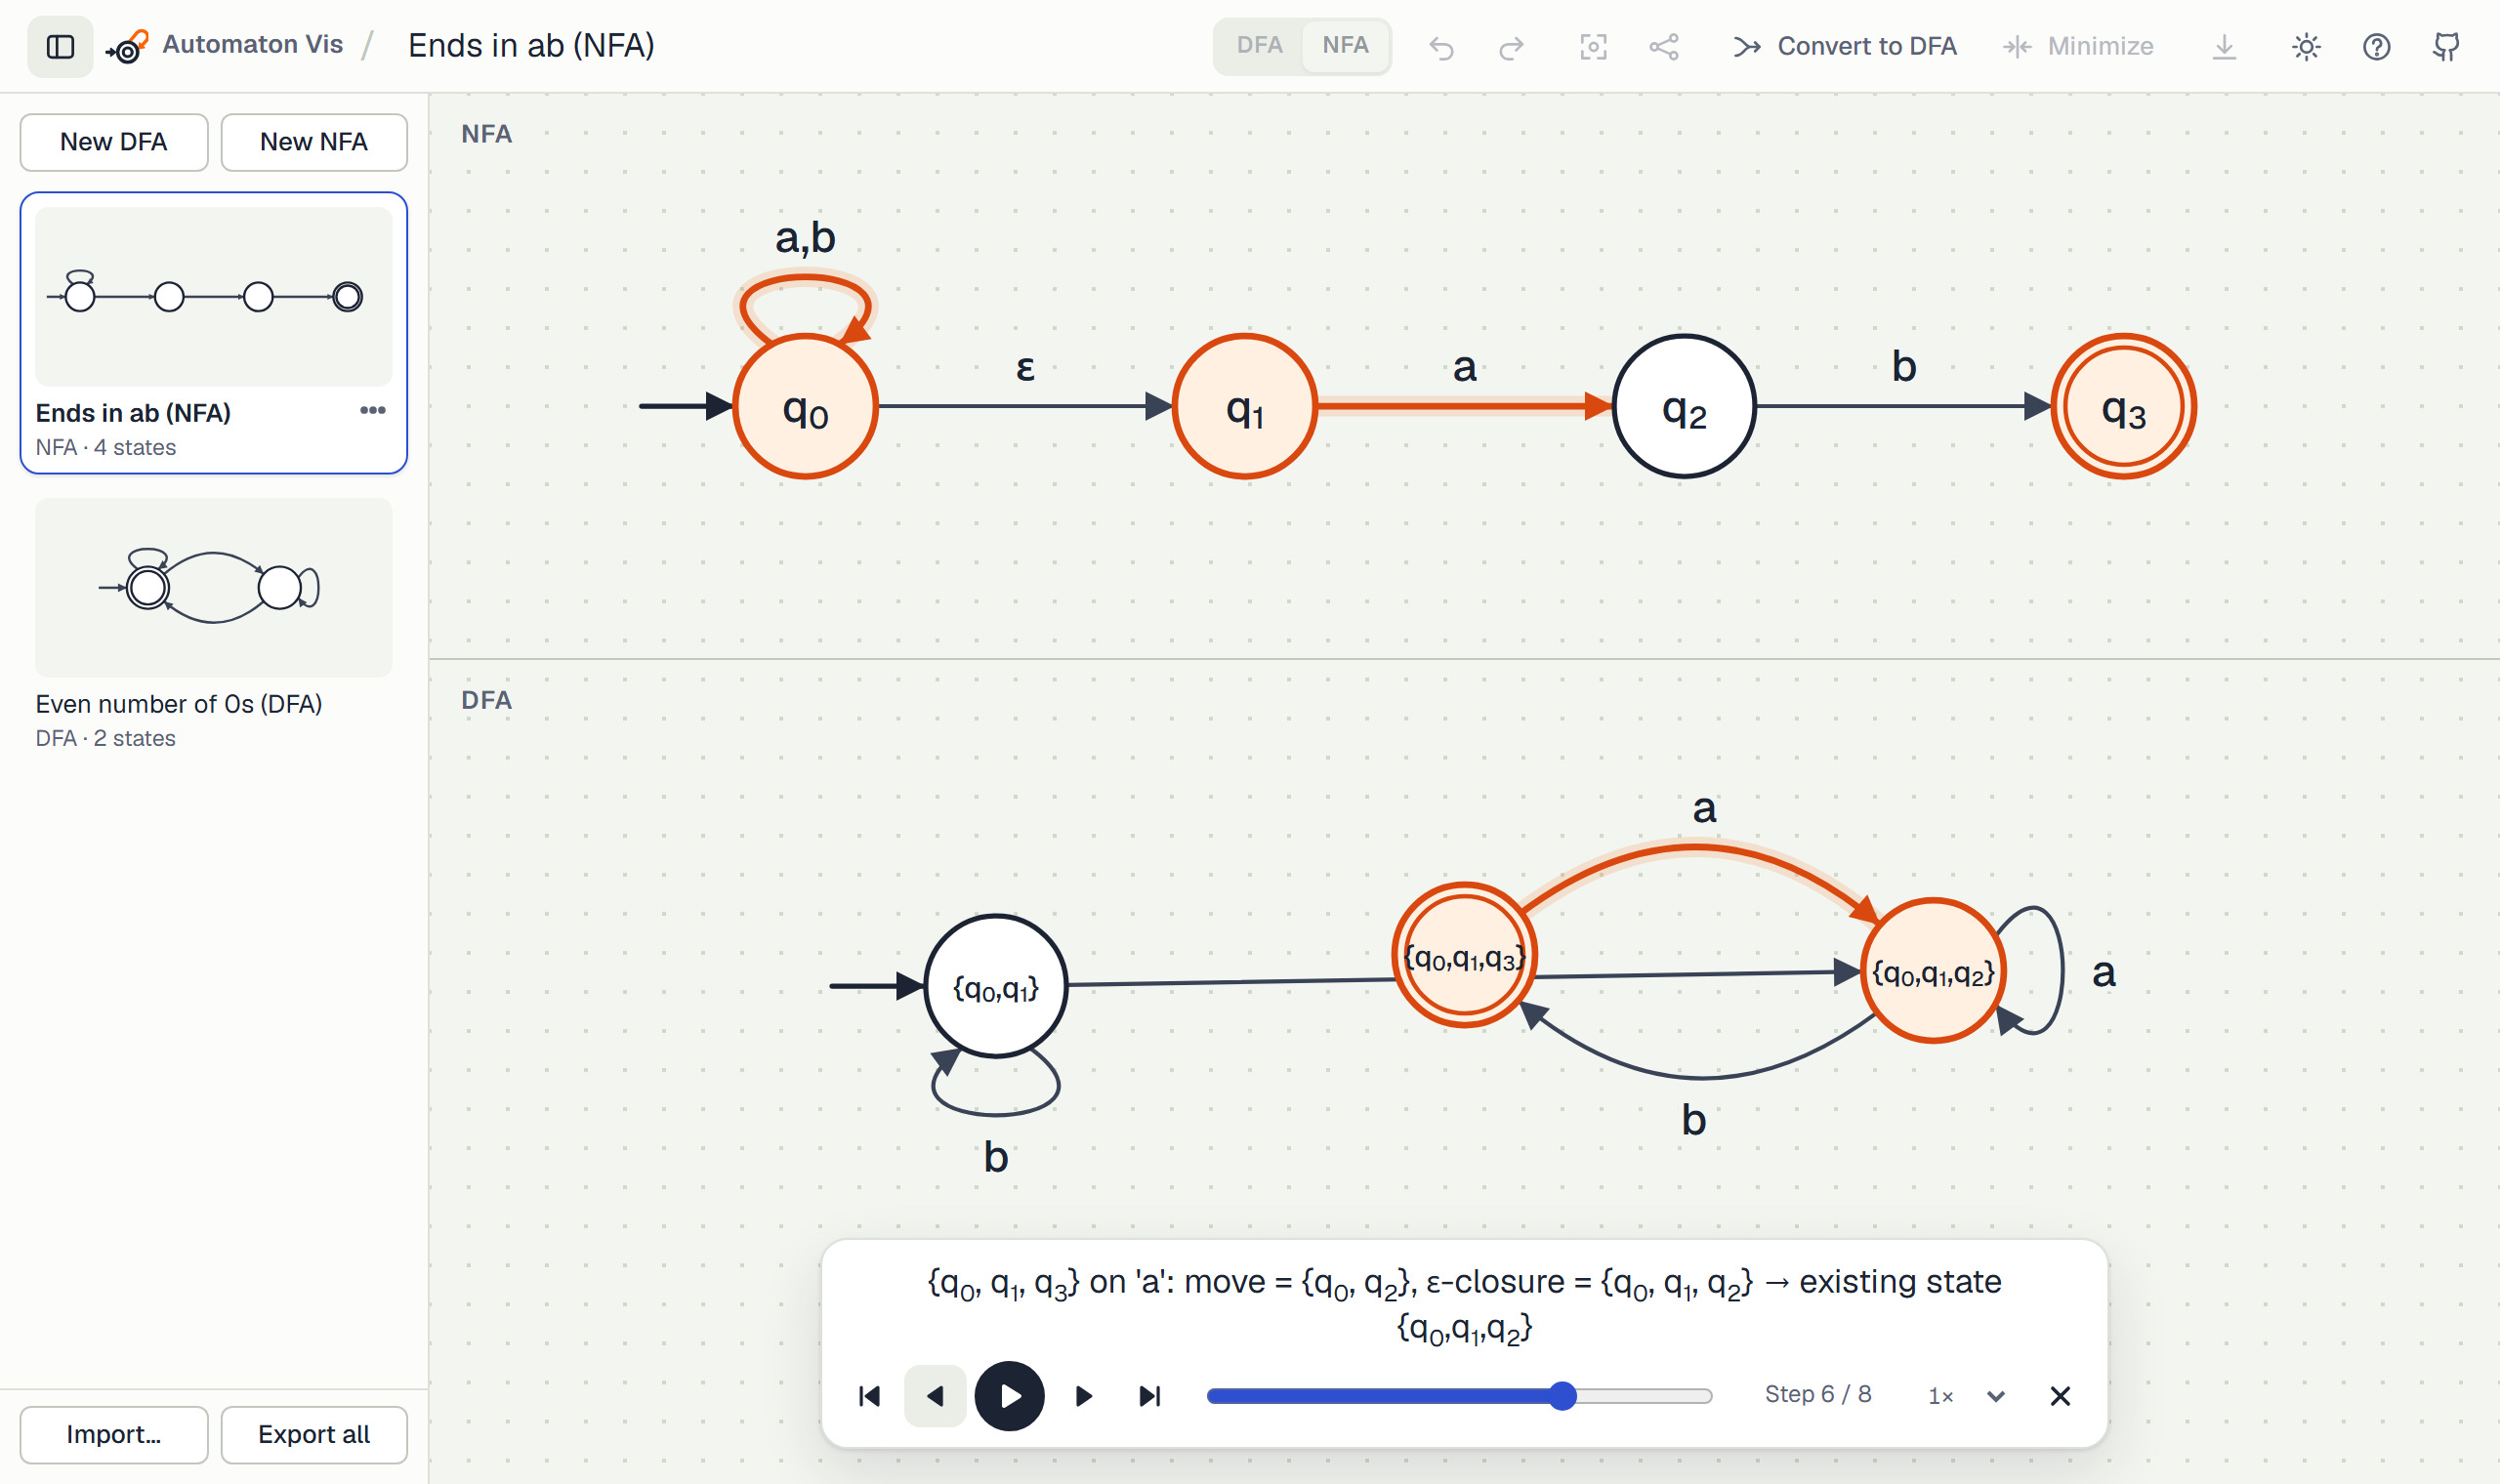 Automaton Vis / Ends in ab (NFA)
DFA NFA Convert to DFA Minimize
New DFA New NFA
Ends in ab (NFA)
NFA · 4 states
Even number of 0s (DFA)
DFA · 2 states
Import... Export all
NFA
a,b
ε a b
q₀ q₁ q₂ q₃
DFA
a
{q₀,q₁} {q₀,q₁,q₃} {q₀,q₁,q₂} a
b
b
{q₀, q₁, q₃} on 'a': move = {q₀, q₂}, ε-closure = {q₀, q₁, q₂} → existing state
{q₀,q₁,q₂}
Step 6 / 8 1×